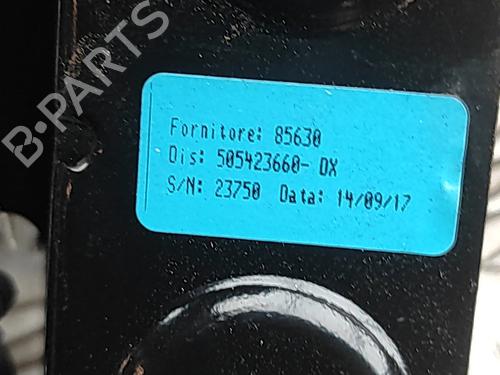 B-PARTS
Fornitore: 85630
Dis: 505423660- DX
S/N: 23750 Data: 14/09/17